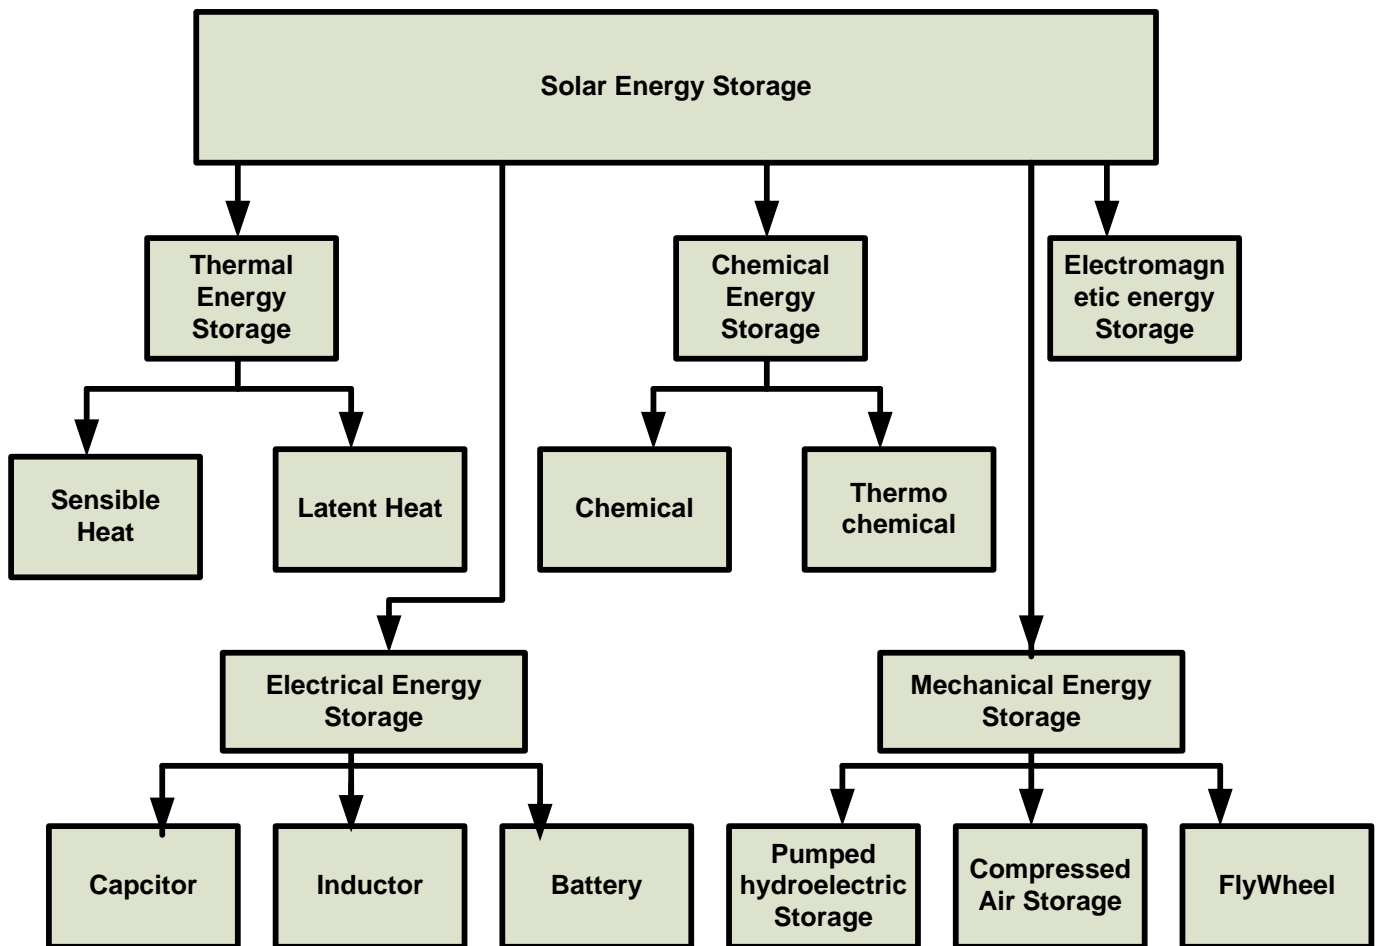 Solar Energy Storage
Thermal
Energy
Storage
Chemical
Energy
Storage
Electromagn
etic energy
Storage
Sensible
Heat
Latent Heat
Chemical
Thermo
chemical
Electrical Energy
Storage
Mechanical Energy
Storage
Capcitor
Inductor
Battery
Pumped
hydroelectric
Storage
Compressed
Air Storage
FlyWheel